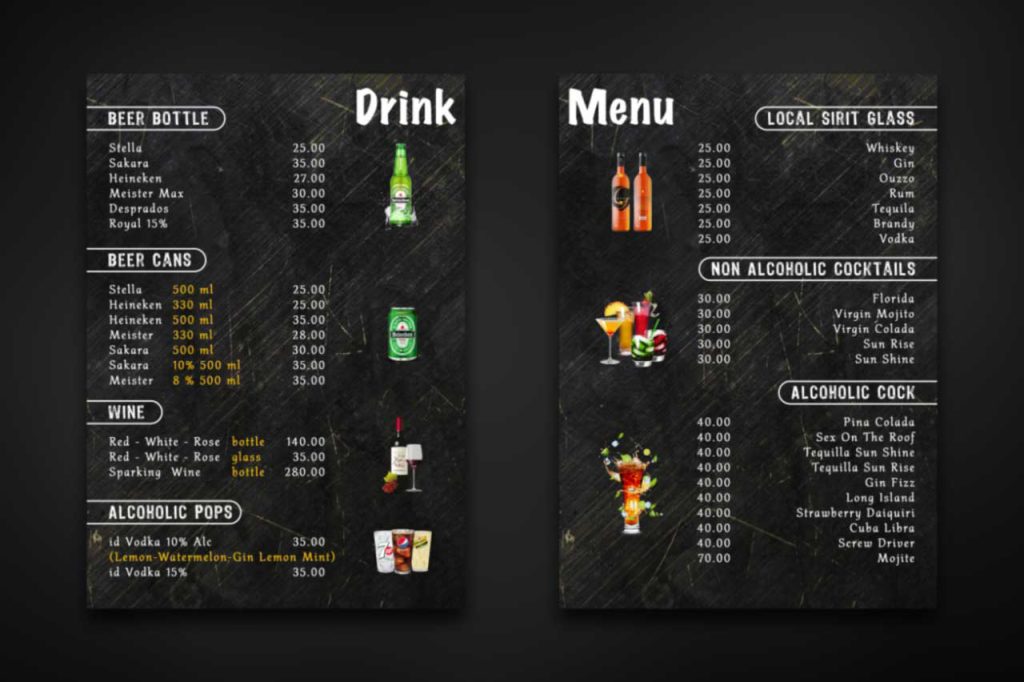 Drink
BEER BOTTLE
Stella 25.00
Sakara 35.00
Heineken 27.00
Meister Max 30.00
Desprados 35.00
Royal 15% 35.00
BEER CANS
Stella 500 ml 25.00
Heineken 330 ml 25.00
Heineken 500 ml 35.00
Meister 330 ml 28,00
Sakara 500 ml 30.00
Sakara 10% 500 ml 35,00
Meister 8 % 500 ml 35.00
WINE
Red - White - Rose bottle 140.00
Red - White - Rose glass 35.00
Sparking Wine bottle 280.00
ALCOHOLIC POPS
id Vodka 10% Alc 35.00
(Lemon-Watermelon-Gin Lemon Mint)
id Vodka 15% 35.00
Heineken
Heineken
7up
pepsi
Menu
LOCAL SIRIT GLASS
25.00 Whiskey
25.00 Gin
25.00 Ouzzo
25.00 Rum
25.00 Tequila
25.00 Brandy
25.00 Vodka
NON ALCOHOLIC COCKTAILS
30.00 Florida
30.00 Virgin Mojito
30.00 Virgin Colada
30.00 Sun Rise
30,00 Sun Shine
ALCOHOLIC COCK
40.00 Pina Colada
40.00 Sex On The Roof
40.00 Tequilla Sun Shine
40.00 Tequilla Sun Rise
40.00 Gin Fizz
40.00 Long Island
40.00 Strawberry Daiquiri
40.00 Cuba Libra
40.00 Screw Driver
70.00 Mojite